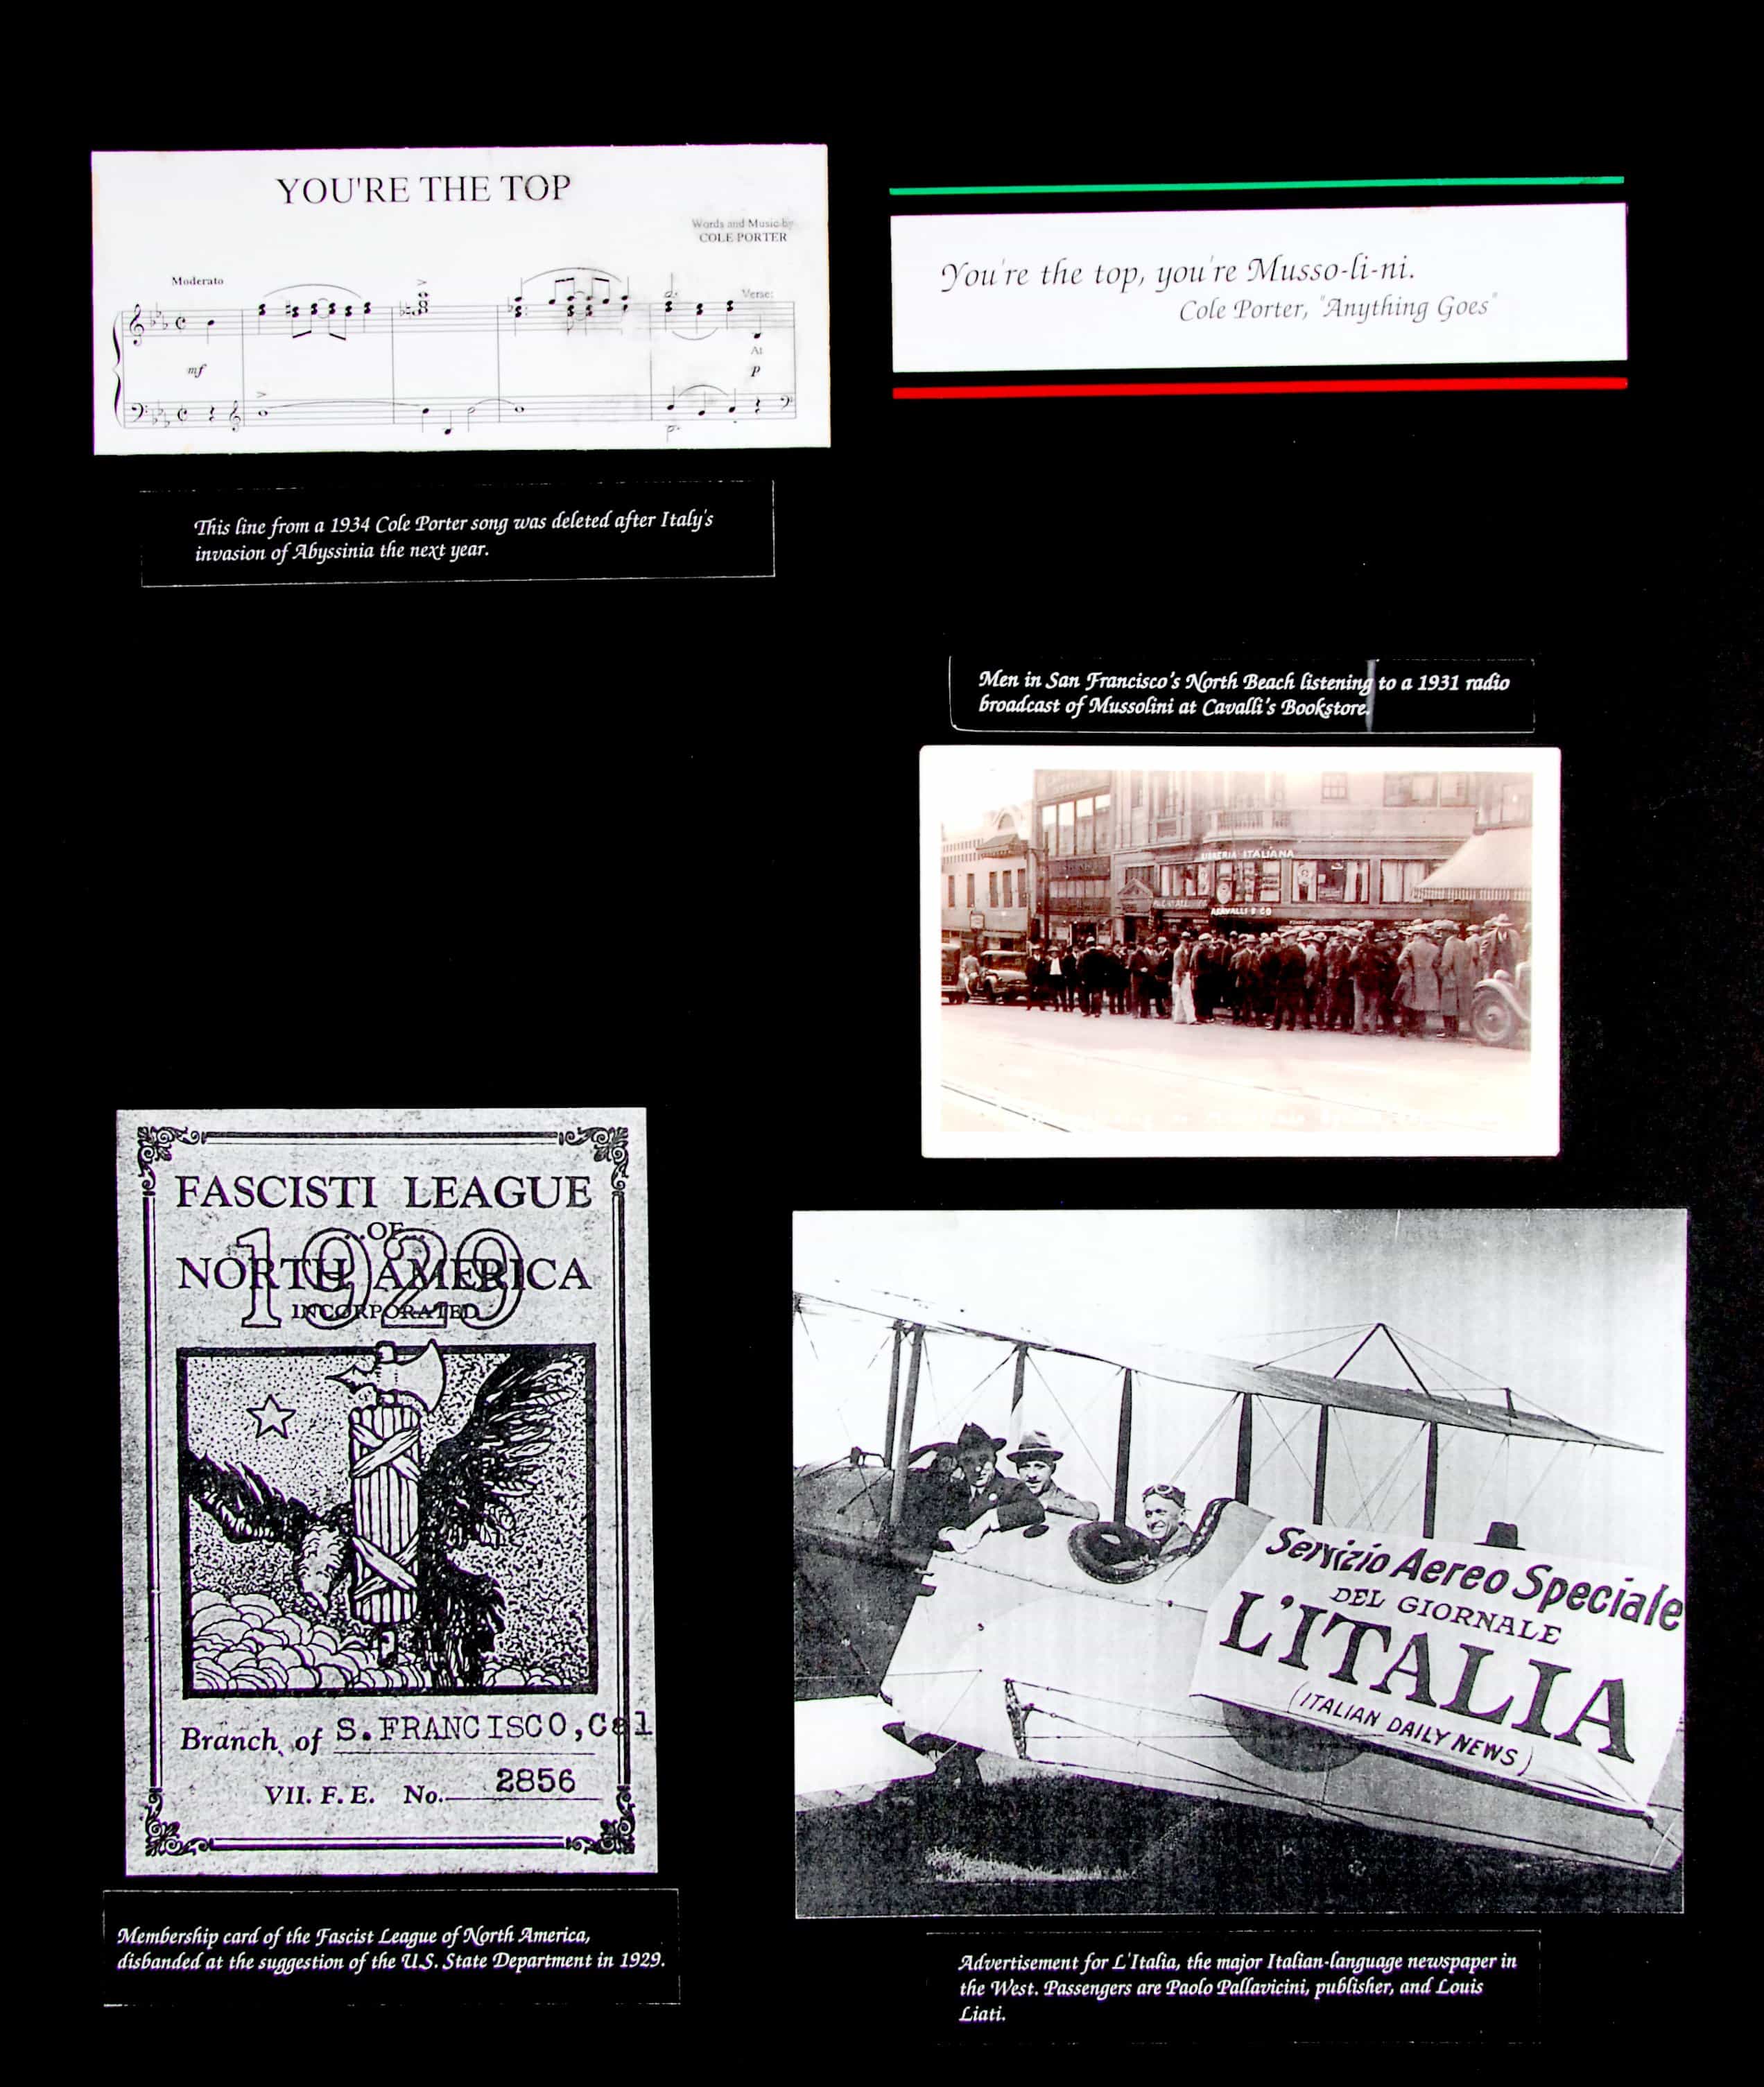 YOU'RE THE TOP
Words and Music by
COLE PORTER
Moderato
Verse:
At
mf
p
You're the top, you're Musso-li-ni.
Cole Porter, "Anything Goes"
This line from a 1934 Cole Porter song was deleted after Italy's
invasion of Abyssinia the next year.
Men in San Francisco's North Beach listening to a 1931 radio
broadcast of Mussolini at Cavalli's Bookstore.
LIBRERIA ITALIANA
A.CAVALLI & CO
FASCISTI LEAGUE
..OF..
NORTH AMERICA
INCORPORATED
1929
Branch of S.FRANCISCO,Cal
VII. F. E. No. 2856
Membership card of the Fascist League of North America,
disbanded at the suggestion of the U.S. State Department in 1929.
Servizio Aereo Speciale
DEL GIORNALE
L'ITALIA
(ITALIAN DAILY NEWS)
Advertisement for L'Italia, the major Italian-language newspaper in
the West. Passengers are Paolo Pallavicini, publisher, and Louis
Liati.